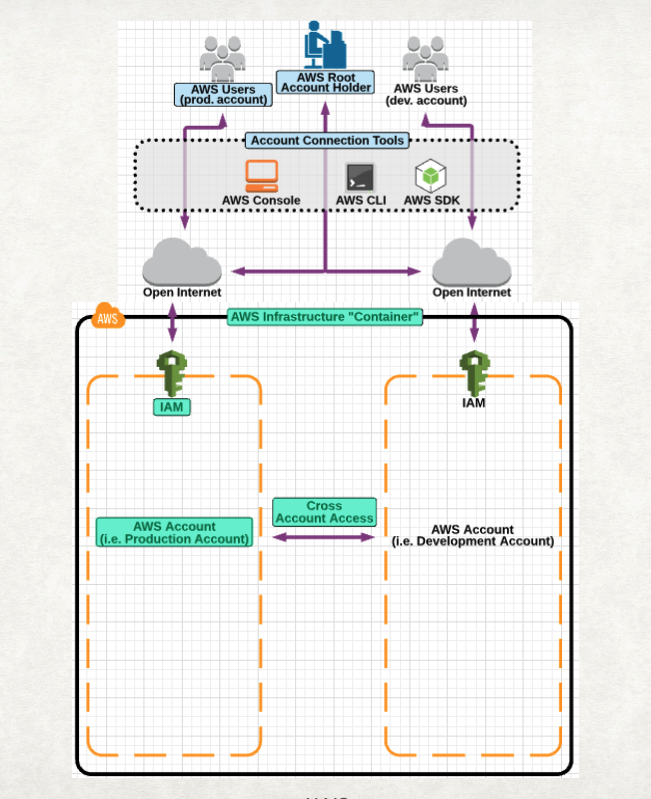 AWS Users
(prod. account)
AWS Root
Account Holder
AWS Users
(dev. account)
Account Connection Tools
AWS Console
AWS CLI
AWS SDK
Open Internet
Open Internet
AWS
AWS Infrastructure "Container"
IAM
IAM
Cross
Account Access
AWS Account
(i.e. Production Account)
AWS Account
(i.e. Development Account)